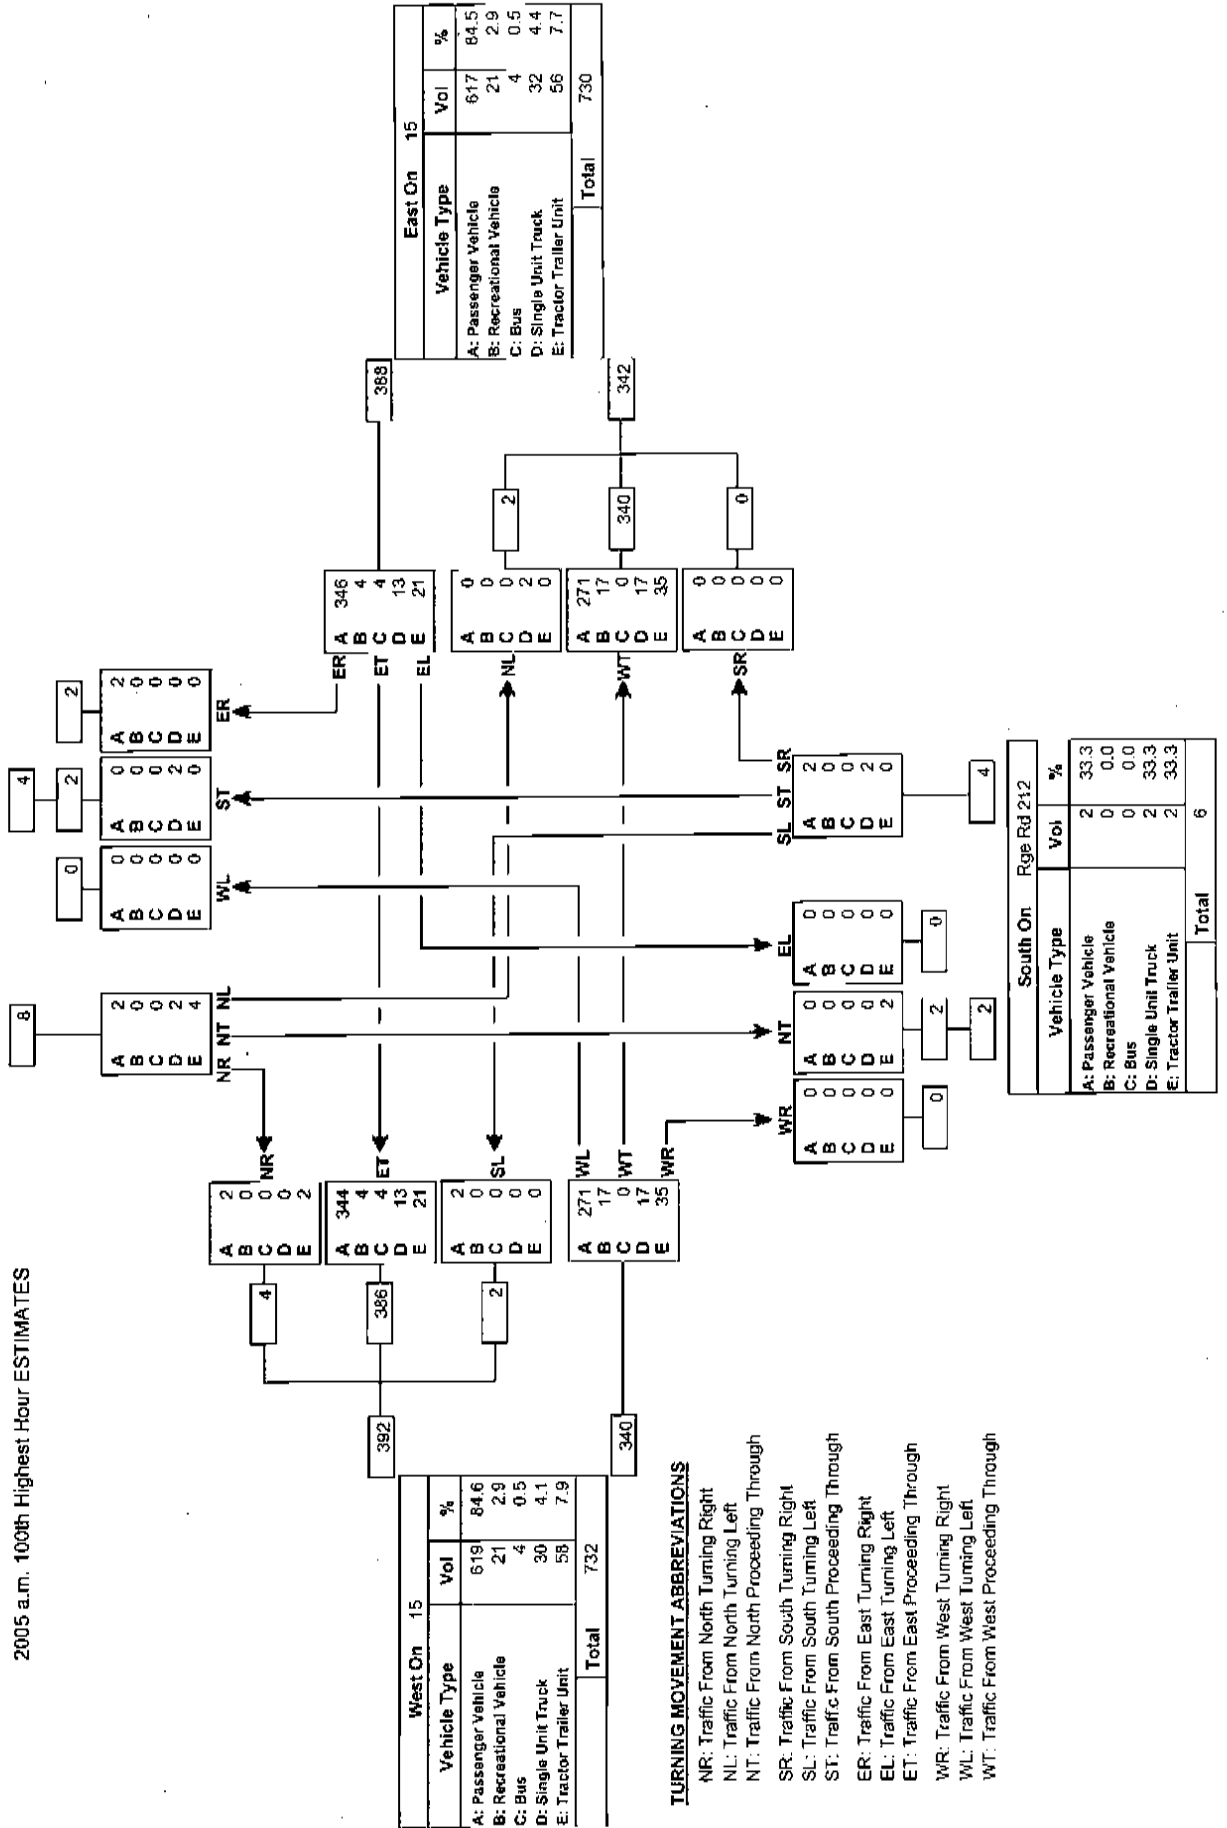 2005 a.m. 100th Highest Hour ESTIMATES
8
A 2
B 0
C 0
D 2
E 4
NR NT NL
4
0
2
2
A 0
B 0
C 0
D 0
E 0
WL
A 0
B 0
C 0
D 2
E 0
ST
A 2
B 0
C 0
D 0
E 0
ER
West On 15
Vehicle Type Vol %
A: Passenger Vehicle 619 84.6
B: Recreational Vehicle 21 2.9
C: Bus 4 0.5
D: Single Unit Truck 30 4.1
E: Tractor Trailer Unit 58 7.9
Total 732
392
340
4
386
2
A 2
B 0
C 0
D 0
E 2
NR
A 344
B 4
C 4
D 13
E 21
ET
A 2
B 0
C 0
D 0
E 0
SL
A 271
B 17
C 0
D 17
E 35
WL
WT
WR
ER
ET
EL
A 346
B 4
C 4
D 13
E 21
388
NL
A 0
B 0
C 0
D 2
E 0
2
WT
A 271
B 17
C 0
D 17
E 35
340
SR
A 0
B 0
C 0
D 0
E 0
0
342
East On 15
Vehicle Type Vol %
A: Passenger Vehicle 617 84.5
B: Recreational Vehicle 21 2.9
C: Bus 4 0.5
D: Single Unit Truck 32 4.4
E: Tractor Trailer Unit 56 7.7
Total 730
WR
A 0
B 0
C 0
D 0
E 0
0
NT
A 0
B 0
C 0
D 0
E 2
2
2
EL
A 0
B 0
C 0
D 0
E 0
0
SL ST SR
A 2
B 0
C 0
D 2
E 0
4
South On Rge Rd 212
Vehicle Type Vol %
A: Passenger Vehicle 2 33.3
B: Recreational Vehicle 0 0.0
C: Bus 0 0.0
D: Single Unit Truck 2 33.3
E: Tractor Trailer Unit 2 33.3
Total 6
TURNING MOVEMENT ABBREVIATIONS
NR: Traffic From North Turning Right
NL: Traffic From North Turning Left
NT: Traffic From North Proceeding Through
SR: Traffic From South Turning Right
SL: Traffic From South Turning Left
ST: Traffic From South Proceeding Through
ER: Traffic From East Turning Right
EL: Traffic From East Turning Left
ET: Traffic From East Proceeding Through
WR: Traffic From West Turning Right
WL: Traffic From West Turning Left
WT: Traffic From West Proceeding Through